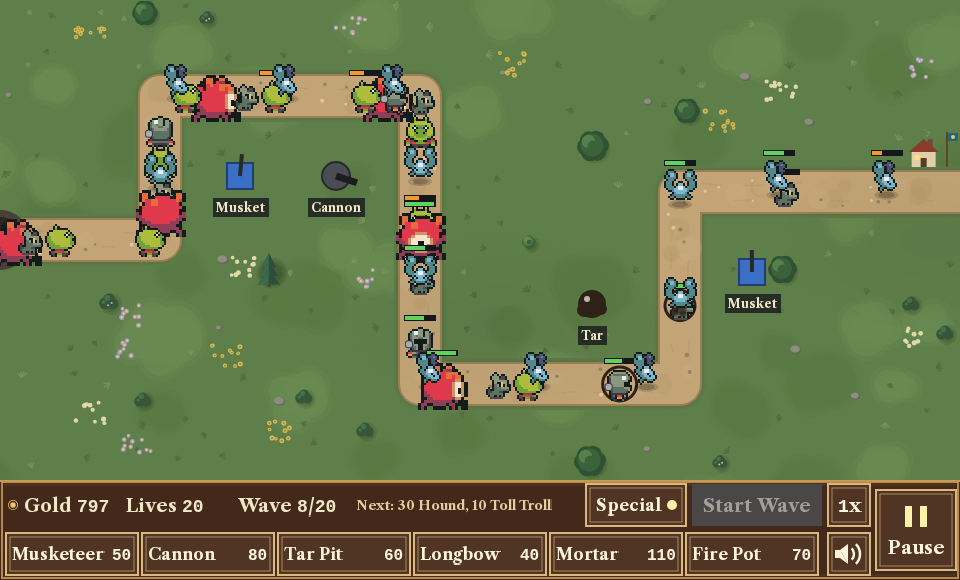 Musket
Cannon
Musket
Tar
Gold 797 Lives 20 Wave 8/20 Next: 30 Hound, 10 Toll Troll
Special
Start Wave
1x
Pause
Musketeer 50
Cannon 80
Tar Pit 60
Longbow 40
Mortar 110
Fire Pot 70